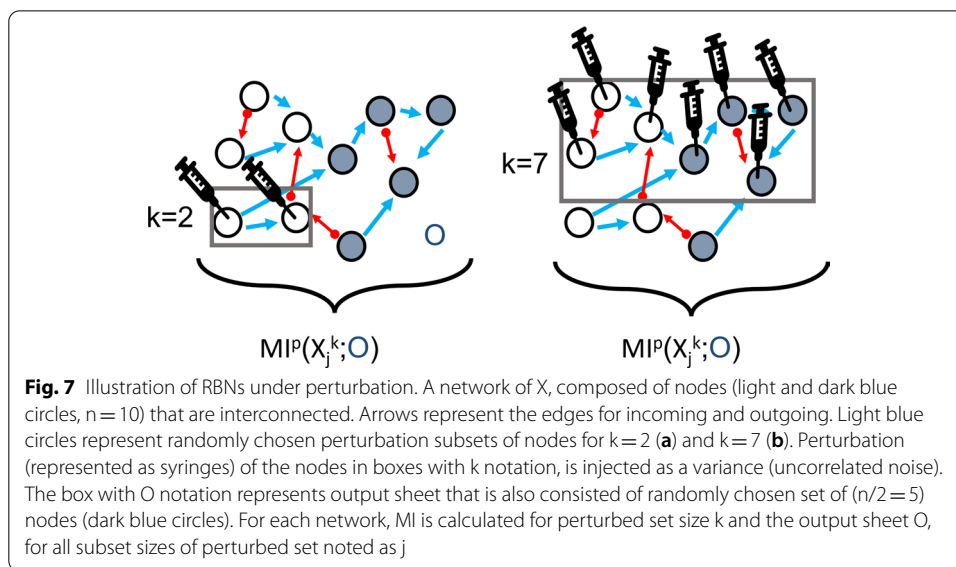 k=2
O
k=7
MIᵖ(Xⱼᵏ;O)
MIᵖ(Xⱼᵏ;O)
Fig. 7 Illustration of RBNs under perturbation. A network of X, composed of nodes (light and dark blue
circles, n = 10) that are interconnected. Arrows represent the edges for incoming and outgoing. Light blue
circles represent randomly chosen perturbation subsets of nodes for k = 2 (a) and k = 7 (b). Perturbation
(represented as syringes) of the nodes in boxes with k notation, is injected as a variance (uncorrelated noise).
The box with O notation represents output sheet that is also consisted of randomly chosen set of (n/2 = 5)
nodes (dark blue circles). For each network, MI is calculated for perturbed set size k and the output sheet O,
for all subset sizes of perturbed set noted as j